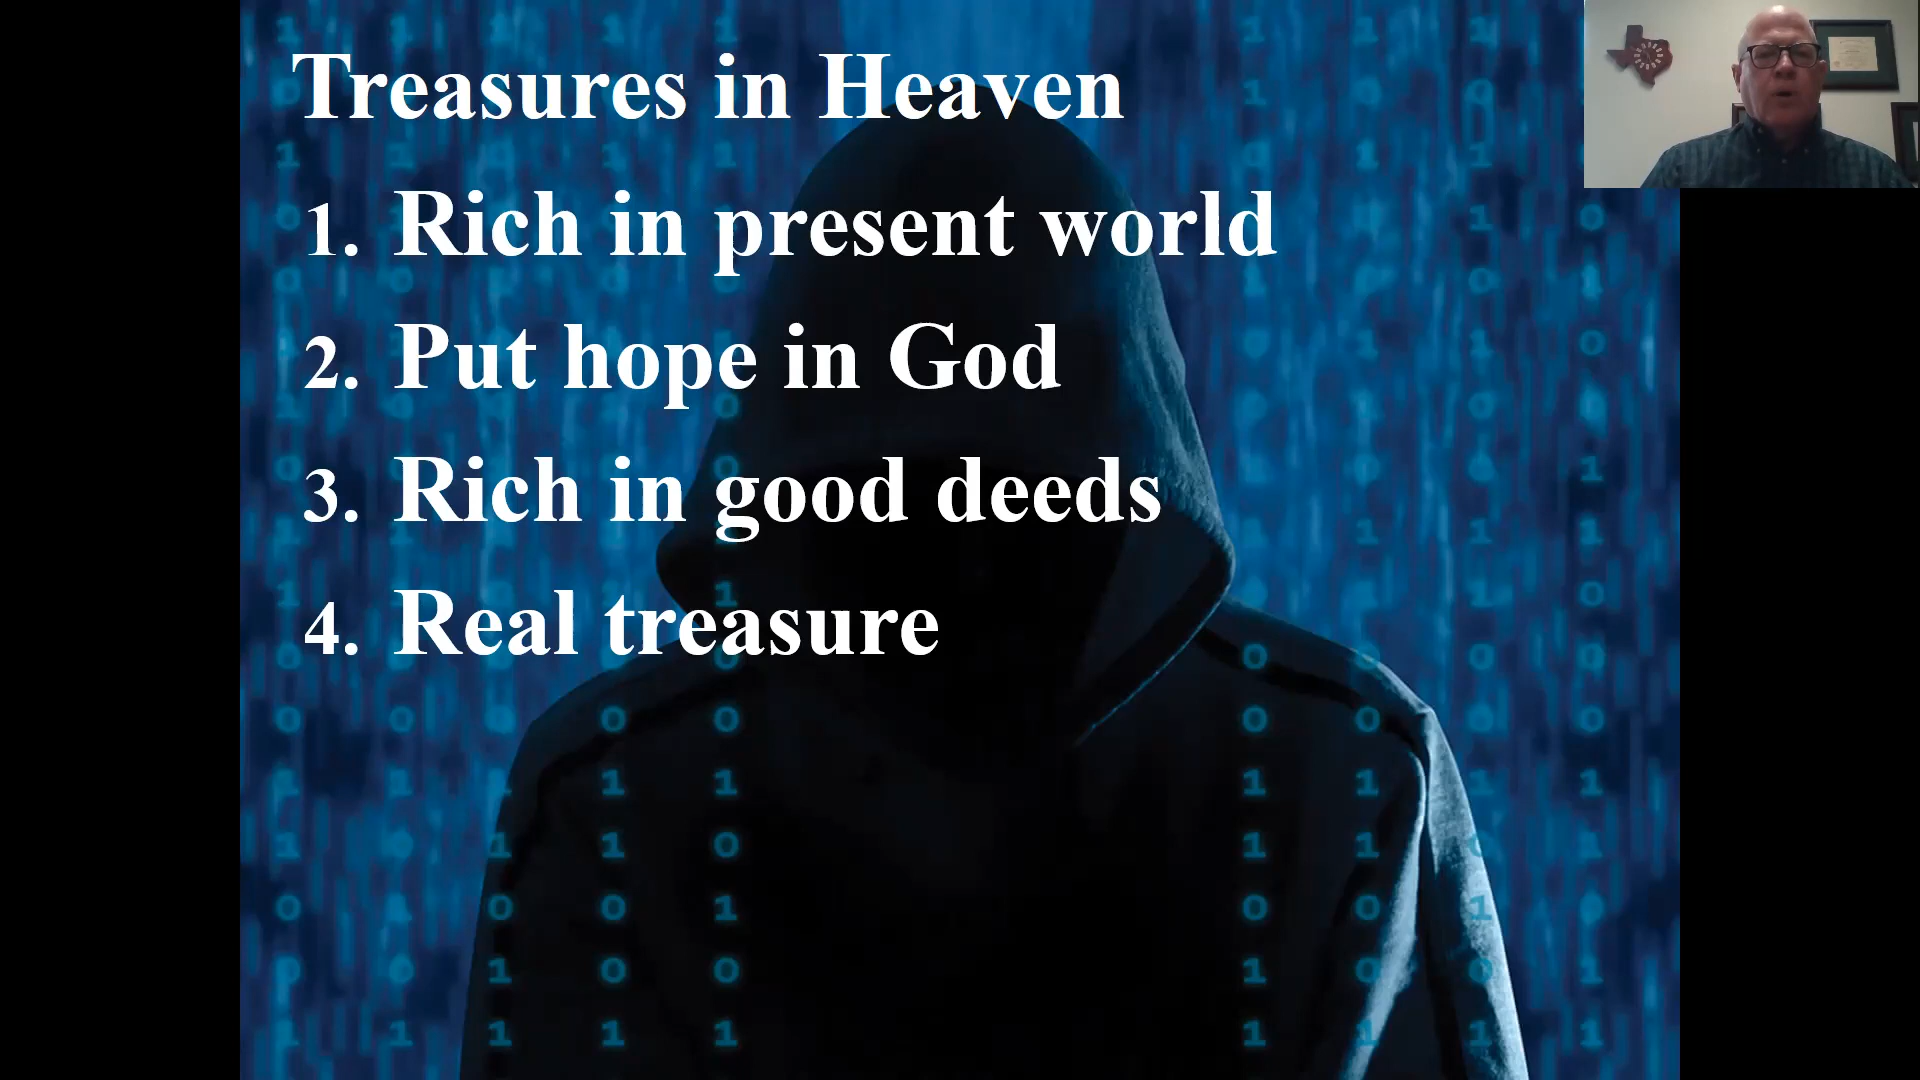 Treasures in Heaven
1. Rich in present world
2. Put hope in God
3. Rich in good deeds
4. Real treasure